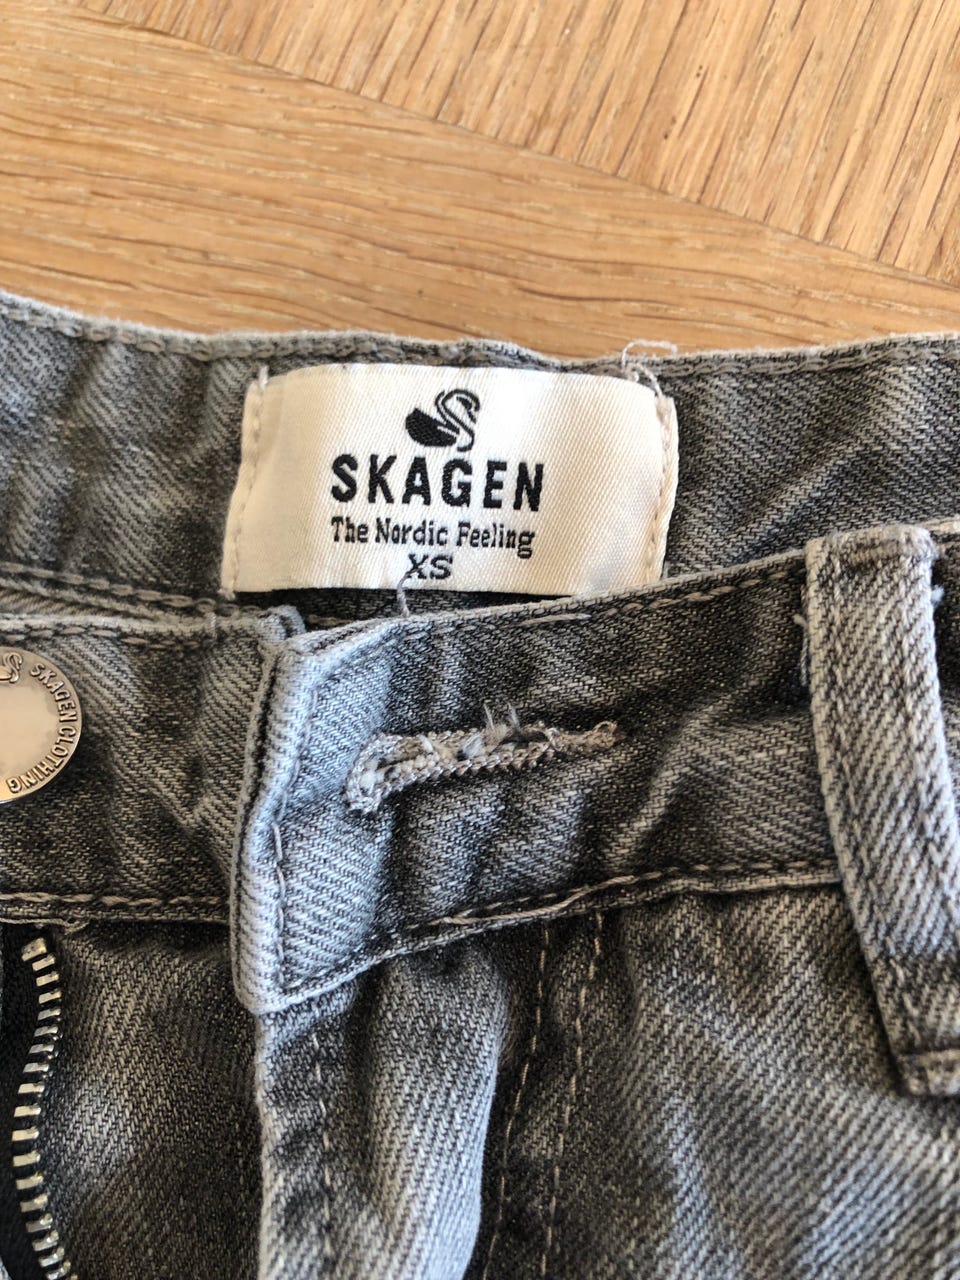 SKAGEN
The Nordic Feeling
XS
SKAGEN CLOTHING